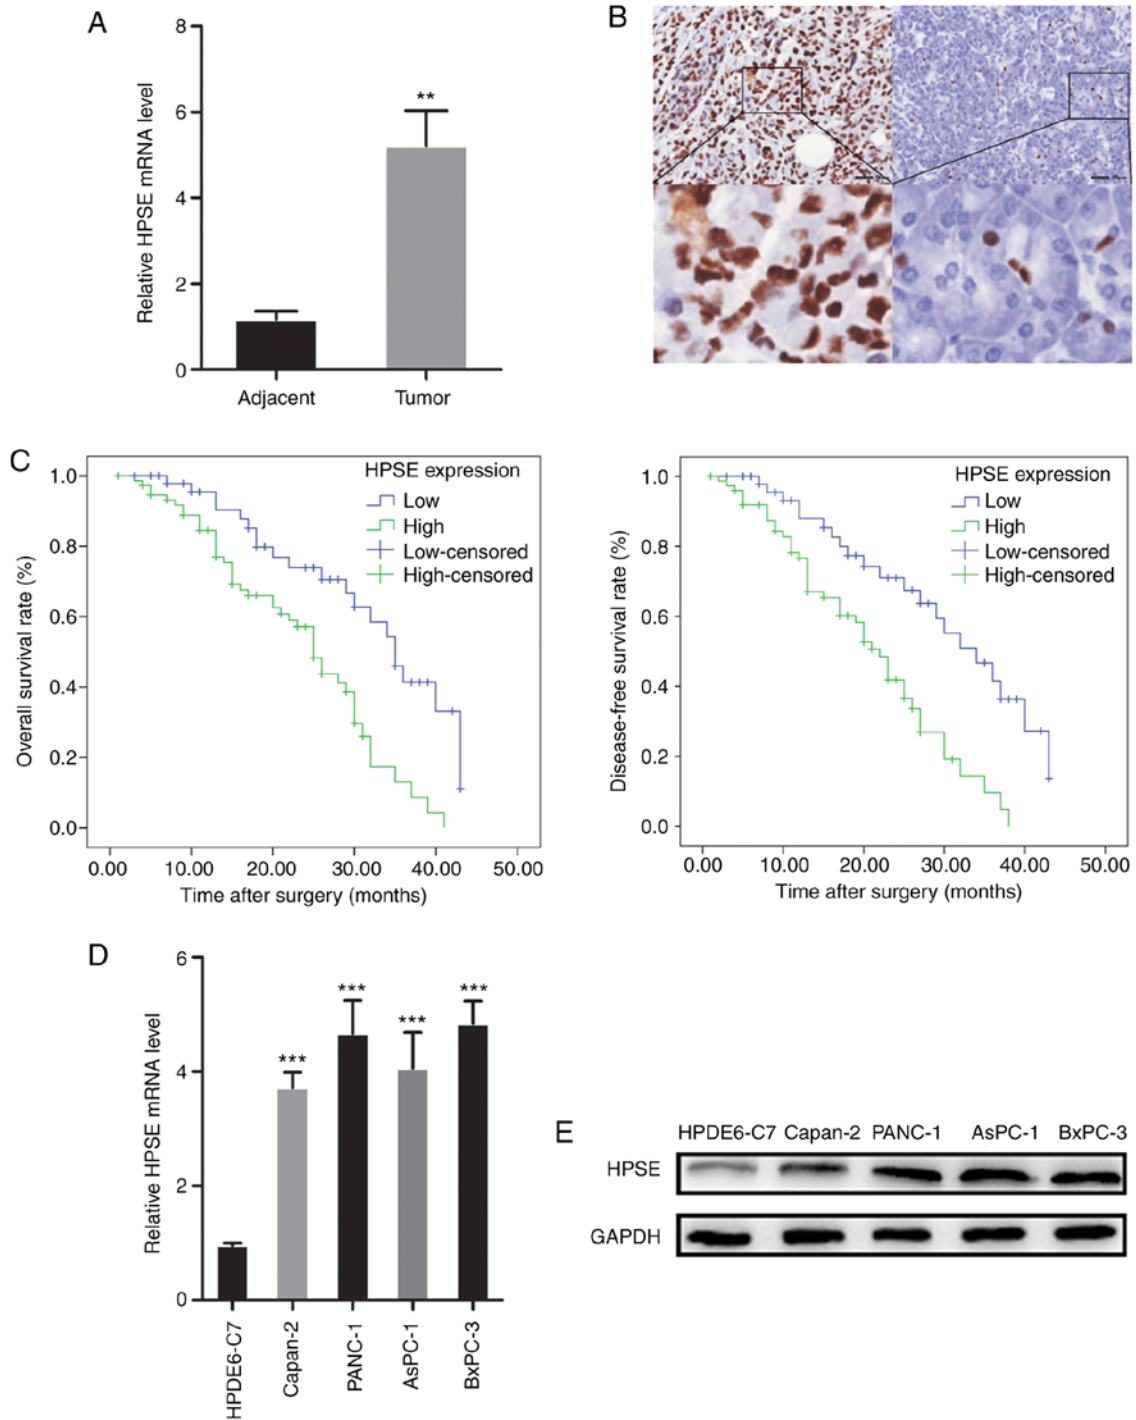 A
8
6
4
2
0
Relative HPSE mRNA level
**
Adjacent
Tumor
B
C
1.0
0.8
0.6
0.4
0.2
0.0
Overall survival rate (%)
HPSE expression
Low
High
Low-censored
High-censored
0.00 10.00 20.00 30.00 40.00 50.00
Time after surgery (months)
1.0
0.8
0.6
0.4
0.2
0.0
Disease-free survival rate (%)
HPSE expression
Low
High
Low-censored
High-censored
0.00 10.00 20.00 30.00 40.00 50.00
Time after surgery (months)
D
6
4
2
0
Relative HPSE mRNA level
***
***
***
***
HPDE6-C7
Capan-2
PANC-1
AsPC-1
BxPC-3
E
HPDE6-C7 Capan-2 PANC-1 AsPC-1 BxPC-3
HPSE
GAPDH